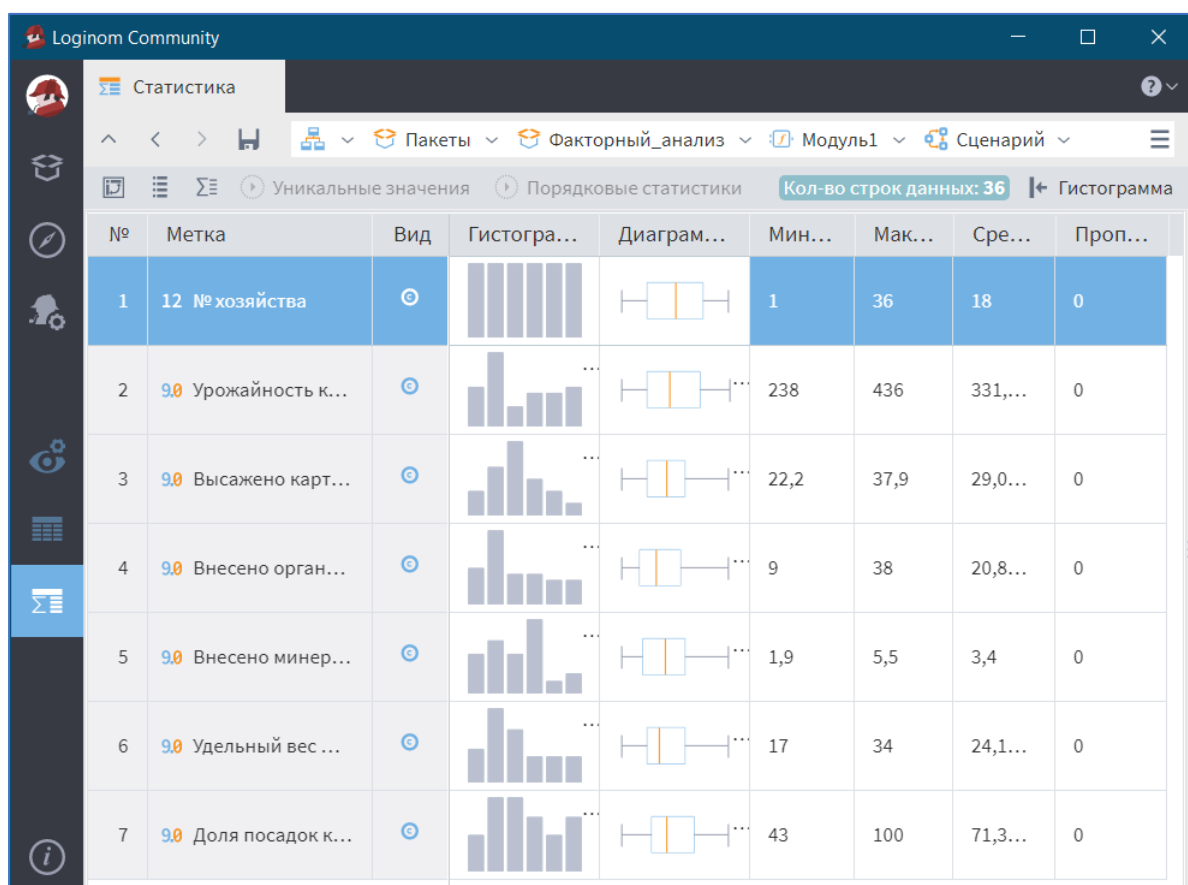 Loginom Community
Статистика
Пакеты Факторный_анализ Модуль1 Сценарий
Уникальные значения Порядковые статистики Кол-во строк данных: 36 Гистограмма
№ Метка Вид Гистогра... Диаграм... Мин... Мак... Сре... Проп...
1 12 № хозяйства 1 36 18 0
2 9.0 Урожайность к... 238 436 331,... 0
3 9.0 Высажено карт... 22,2 37,9 29,0... 0
4 9.0 Внесено орган... 9 38 20,8... 0
5 9.0 Внесено минер... 1,9 5,5 3,4 0
6 9.0 Удельный вес ... 17 34 24,1... 0
7 9.0 Доля посадок к... 43 100 71,3... 0